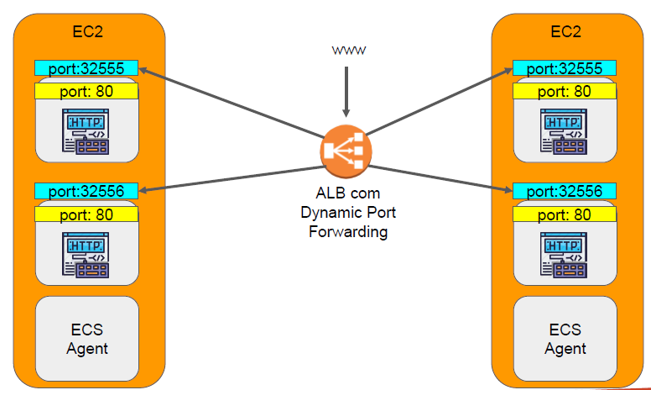 EC2
port:32555
port: 80
HTTP
port:32556
port: 80
HTTP
ECS
Agent
www
ALB com
Dynamic Port
Forwarding
EC2
port:32555
port: 80
HTTP
port:32556
port: 80
HTTP
ECS
Agent